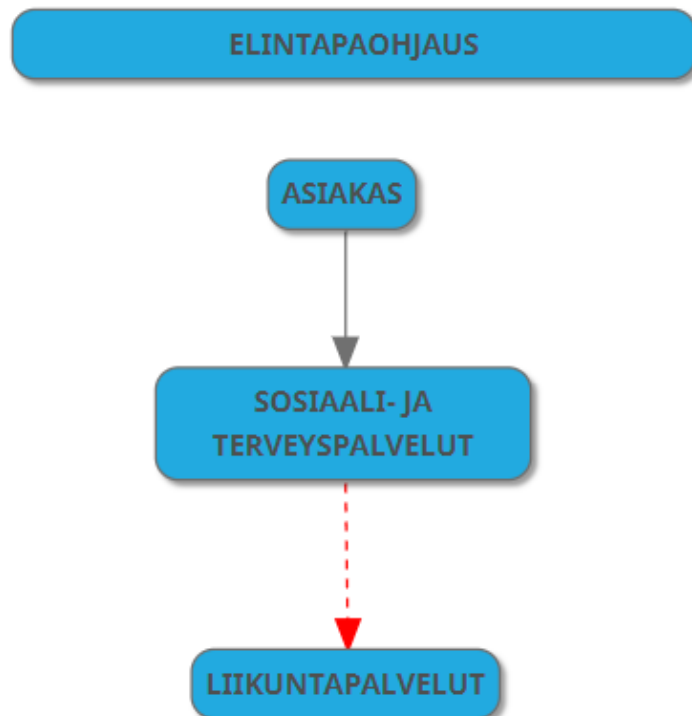 ELINTAPAOHJAUS
ASIAKAS
SOSIAALI- JA
TERVEYSPALVELUT
LIIKUNTAPALVELUT